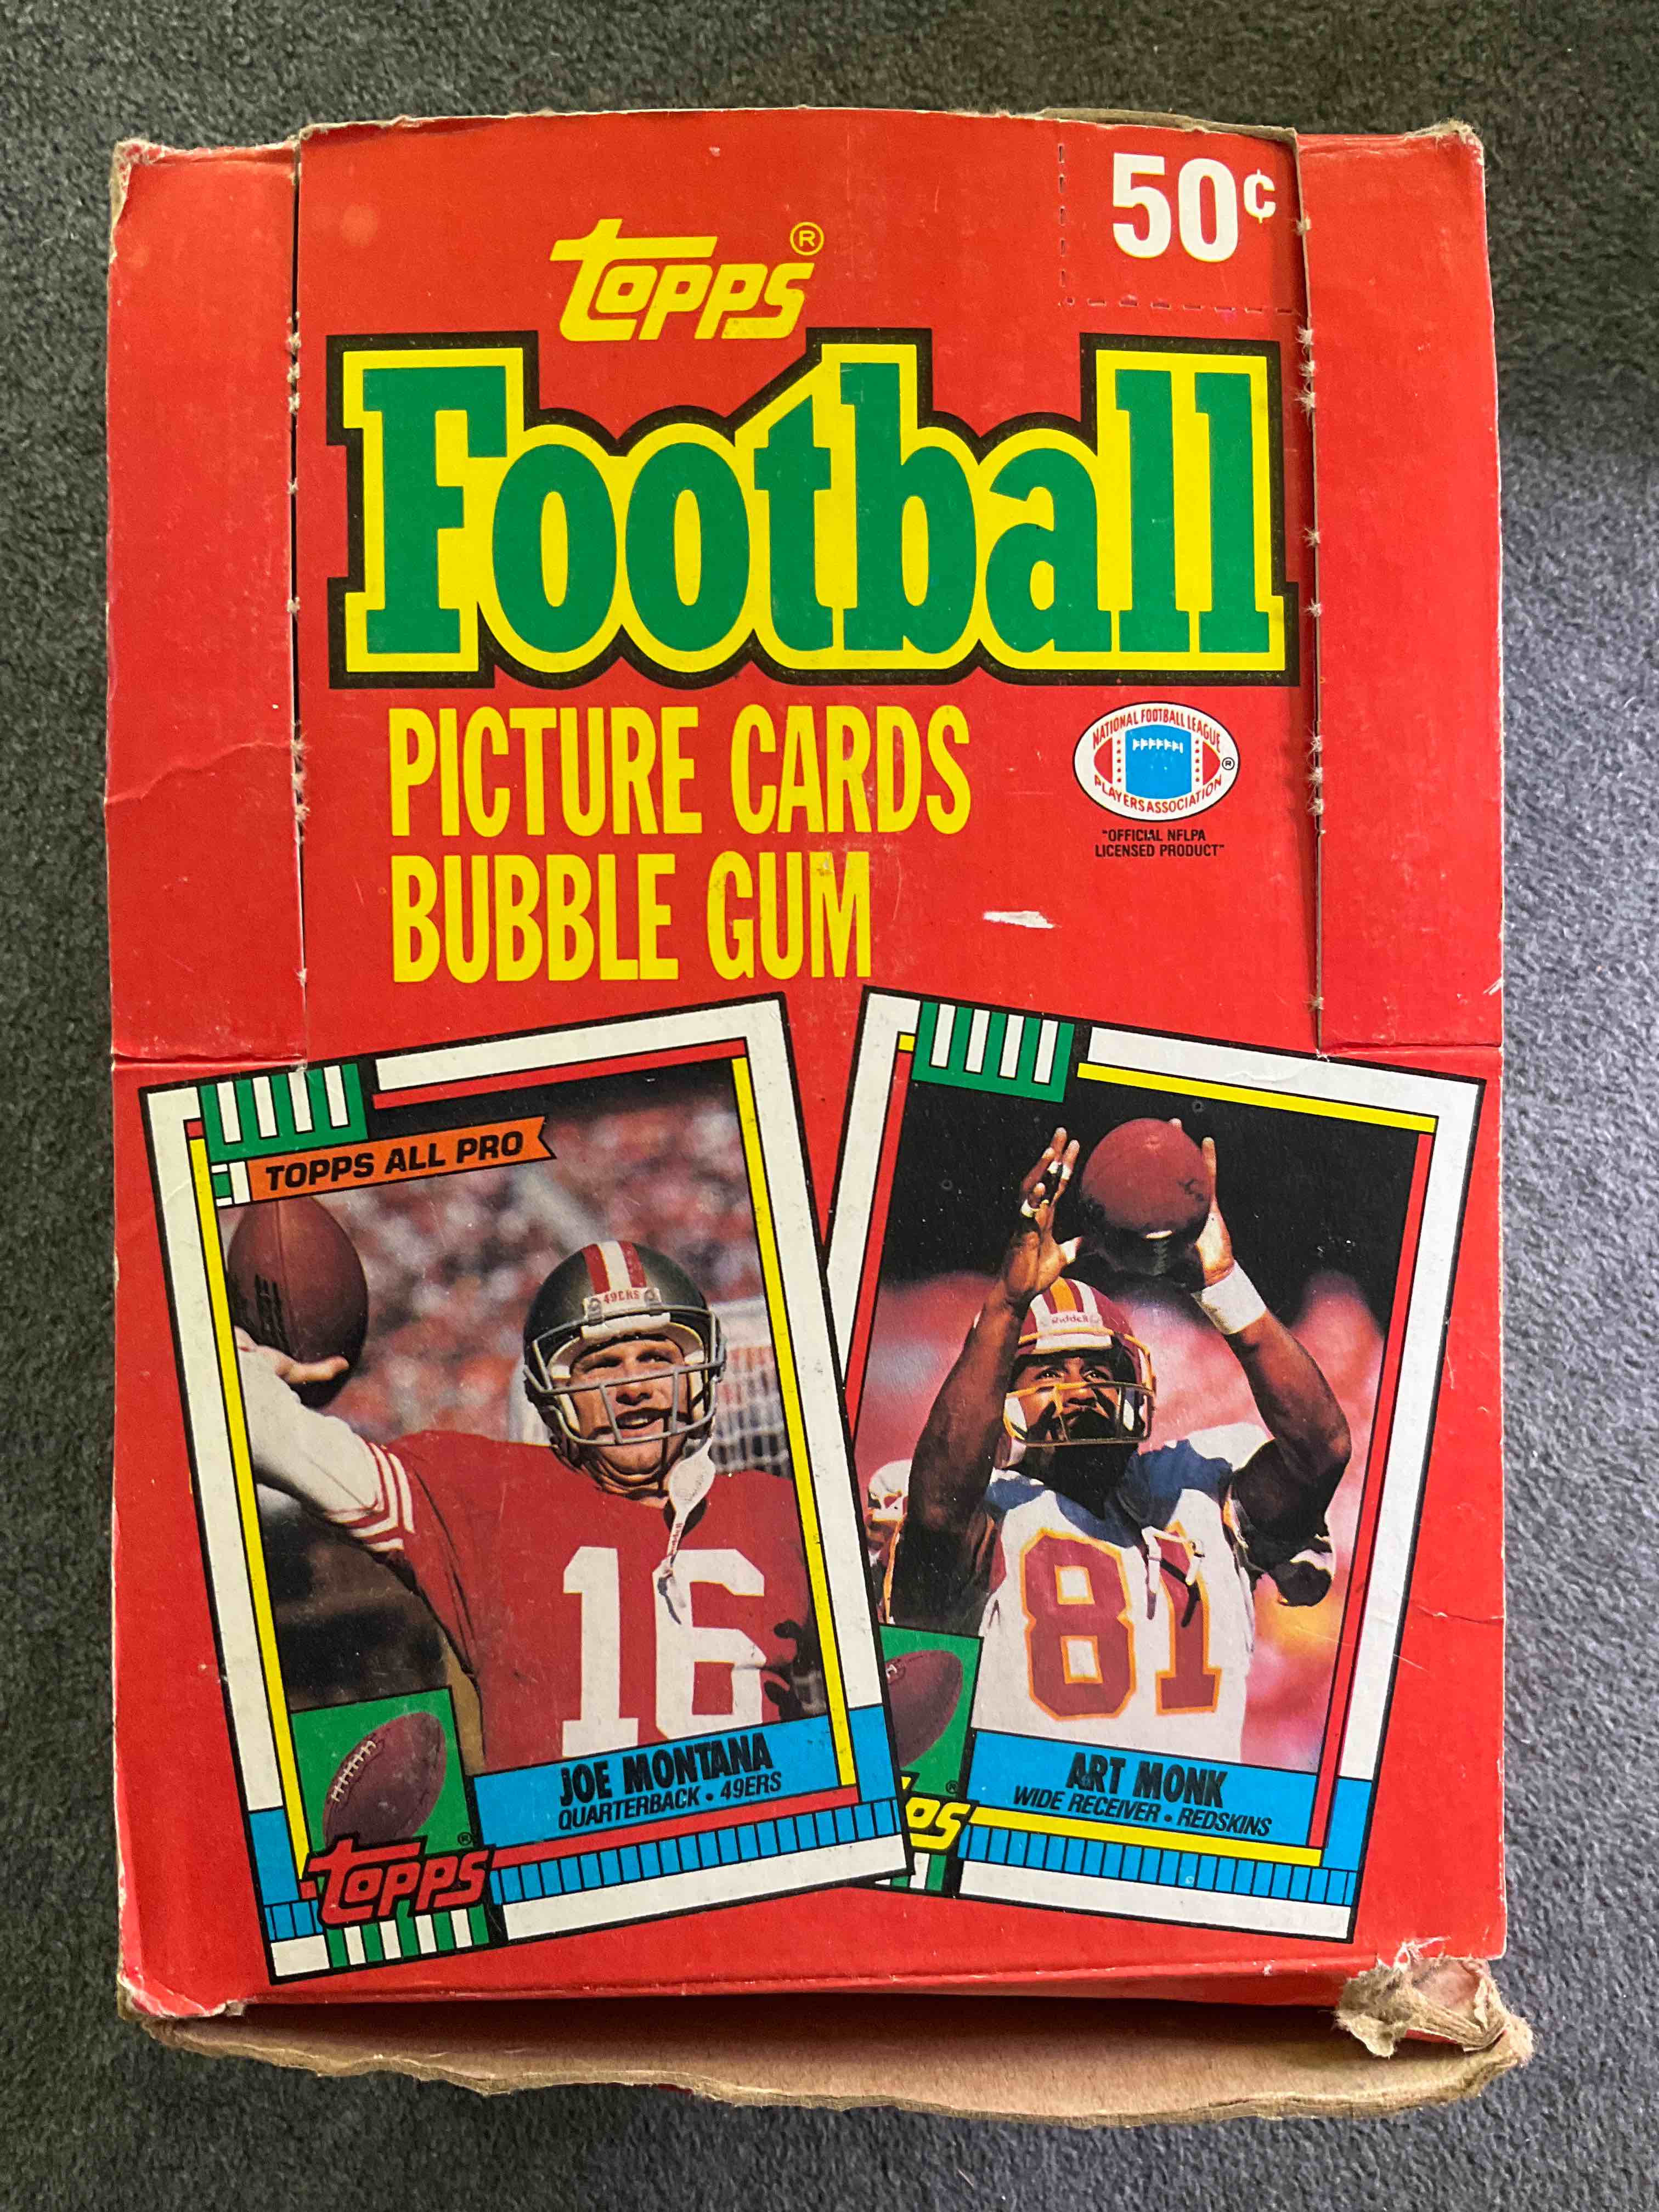 50¢
Topps®
Football
PICTURE CARDS
BUBBLE GUM
NATIONAL FOOTBALL LEAGUE
PLAYERS ASSOCIATION
®
"OFFICIAL NFLPA
LICENSED PRODUCT"
TOPPS ALL PRO
49ERS
16
JOE MONTANA
QUARTERBACK • 49ERS
Topps®
Riddell
81
ART MONK
WIDE RECEIVER • REDSKINS
ps®